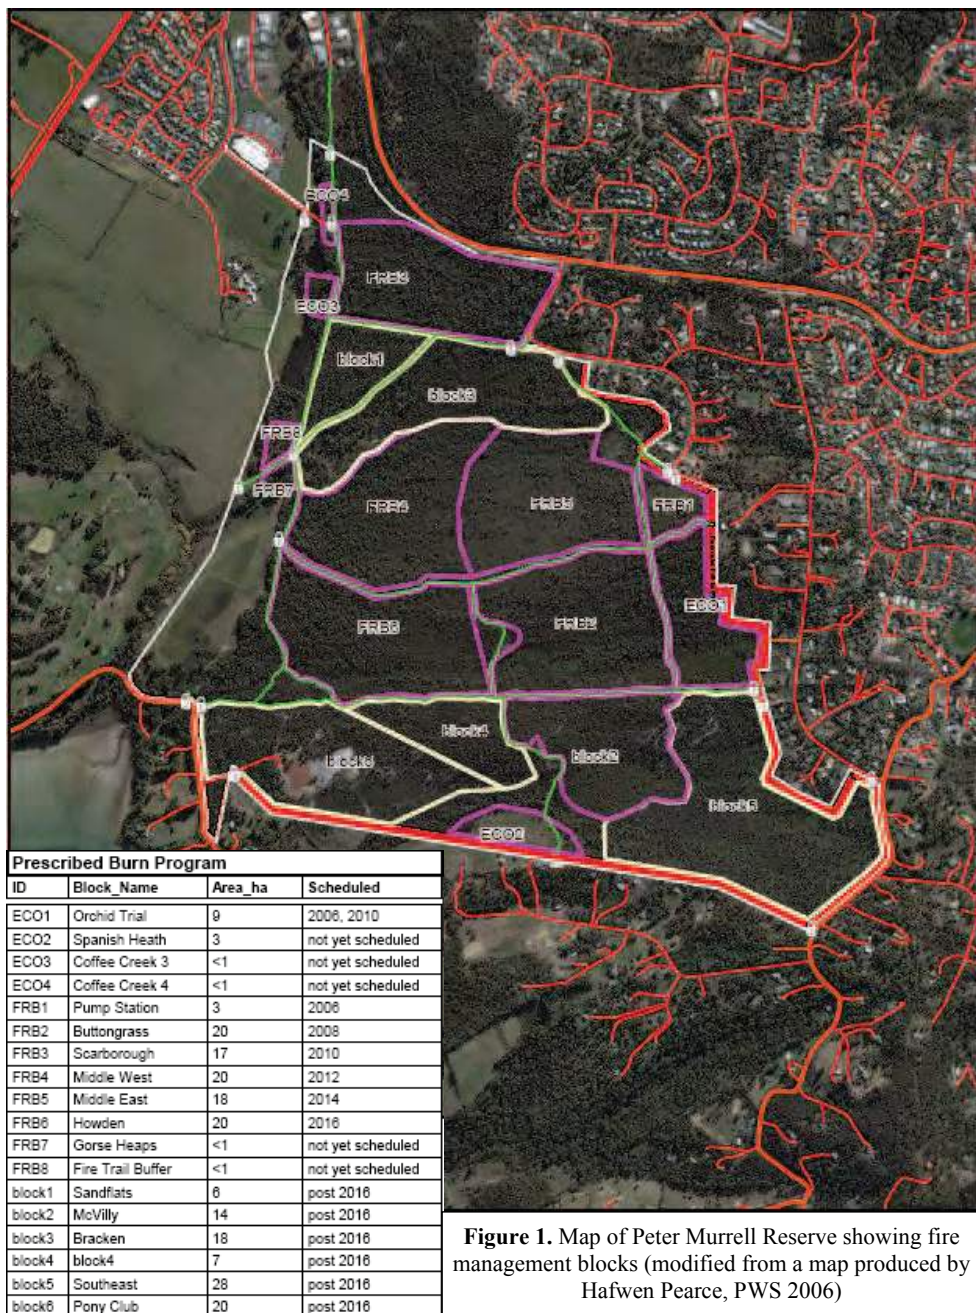 ECO4
FRB3
ECO3
block1
block3
FRB8
FRB7
FRB4
FRB5
FRB1
ECO1
FRB6
FRB2
block4
block2
block6
block5
ECO2
Prescribed Burn Program
ID Block_Name Area_ha Scheduled
ECO1 Orchid Trial 9 2006, 2010
ECO2 Spanish Heath 3 not yet scheduled
ECO3 Coffee Creek 3 <1 not yet scheduled
ECO4 Coffee Creek 4 <1 not yet scheduled
FRB1 Pump Station 3 2006
FRB2 Buttongrass 20 2008
FRB3 Scarborough 17 2010
FRB4 Middle West 20 2012
FRB5 Middle East 18 2014
FRB6 Howden 20 2016
FRB7 Gorse Heaps <1 not yet scheduled
FRB8 Fire Trail Buffer <1 not yet scheduled
block1 Sandflats 6 post 2016
block2 McVilly 14 post 2016
block3 Bracken 18 post 2016
block4 block4 7 post 2016
block5 Southeast 28 post 2016
block6 Pony Club 20 post 2016
Figure 1. Map of Peter Murrell Reserve showing fire
management blocks (modified from a map produced by
Hafwen Pearce, PWS 2006)